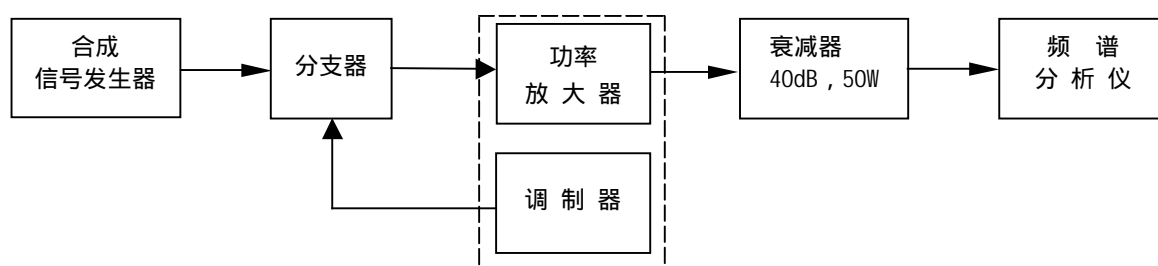 合成
信号发生器
分支器
功率
放 大 器
调 制 器
衰减器
40dB , 50W
频 谱
分 析 仪